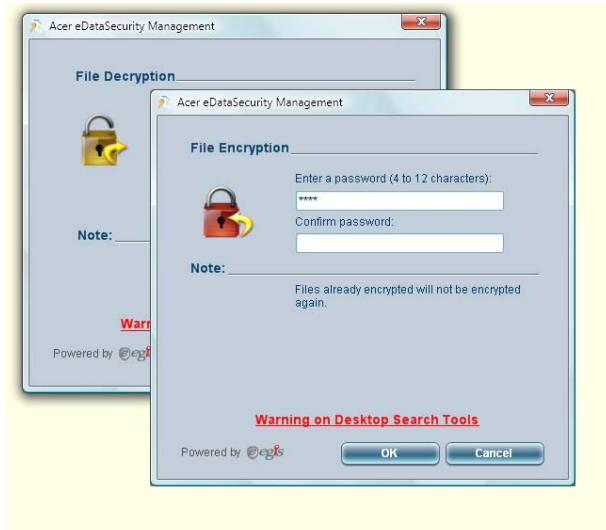 Acer eDataSecurity Management
File Decryption
Note:
Powered by egis
Acer eDataSecurity Management
File Encryption
Enter a password (4 to 12 characters):
****
Confirm password:
Note:
Files already encrypted will not be encrypted
again.
Warning on Desktop Search Tools
Powered by egis
OK
Cancel